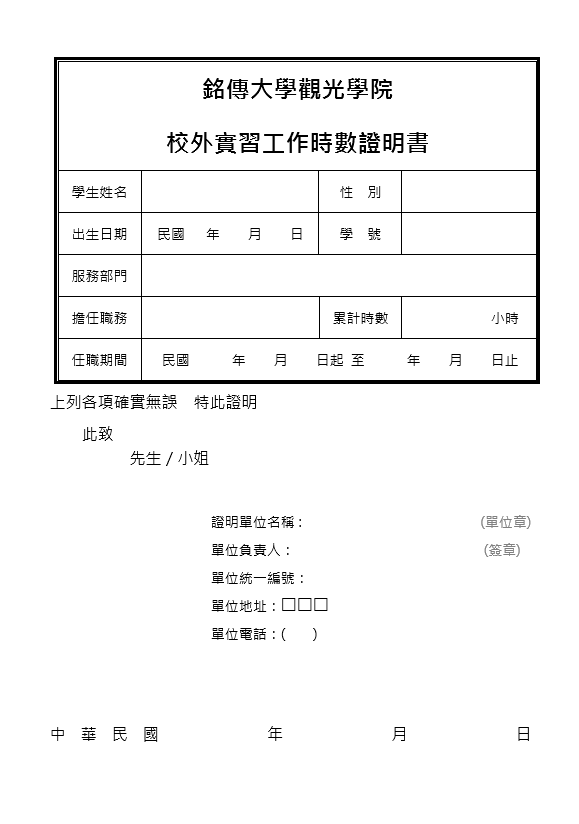 銘傳大學觀光學院
校外實習工作時數證明書
學生姓名 性 別
出生日期 民國 年 月 日 學 號
服務部門
擔任職務 累計時數 小時
任職期間 民國 年 月 日起 至 年 月 日止
上列各項確實無誤 特此證明
此致
先生 / 小姐
證明單位名稱： (單位章)
單位負責人： (簽章)
單位統一編號：
單位地址：□□□
單位電話：( )
中 華 民 國 年 月 日